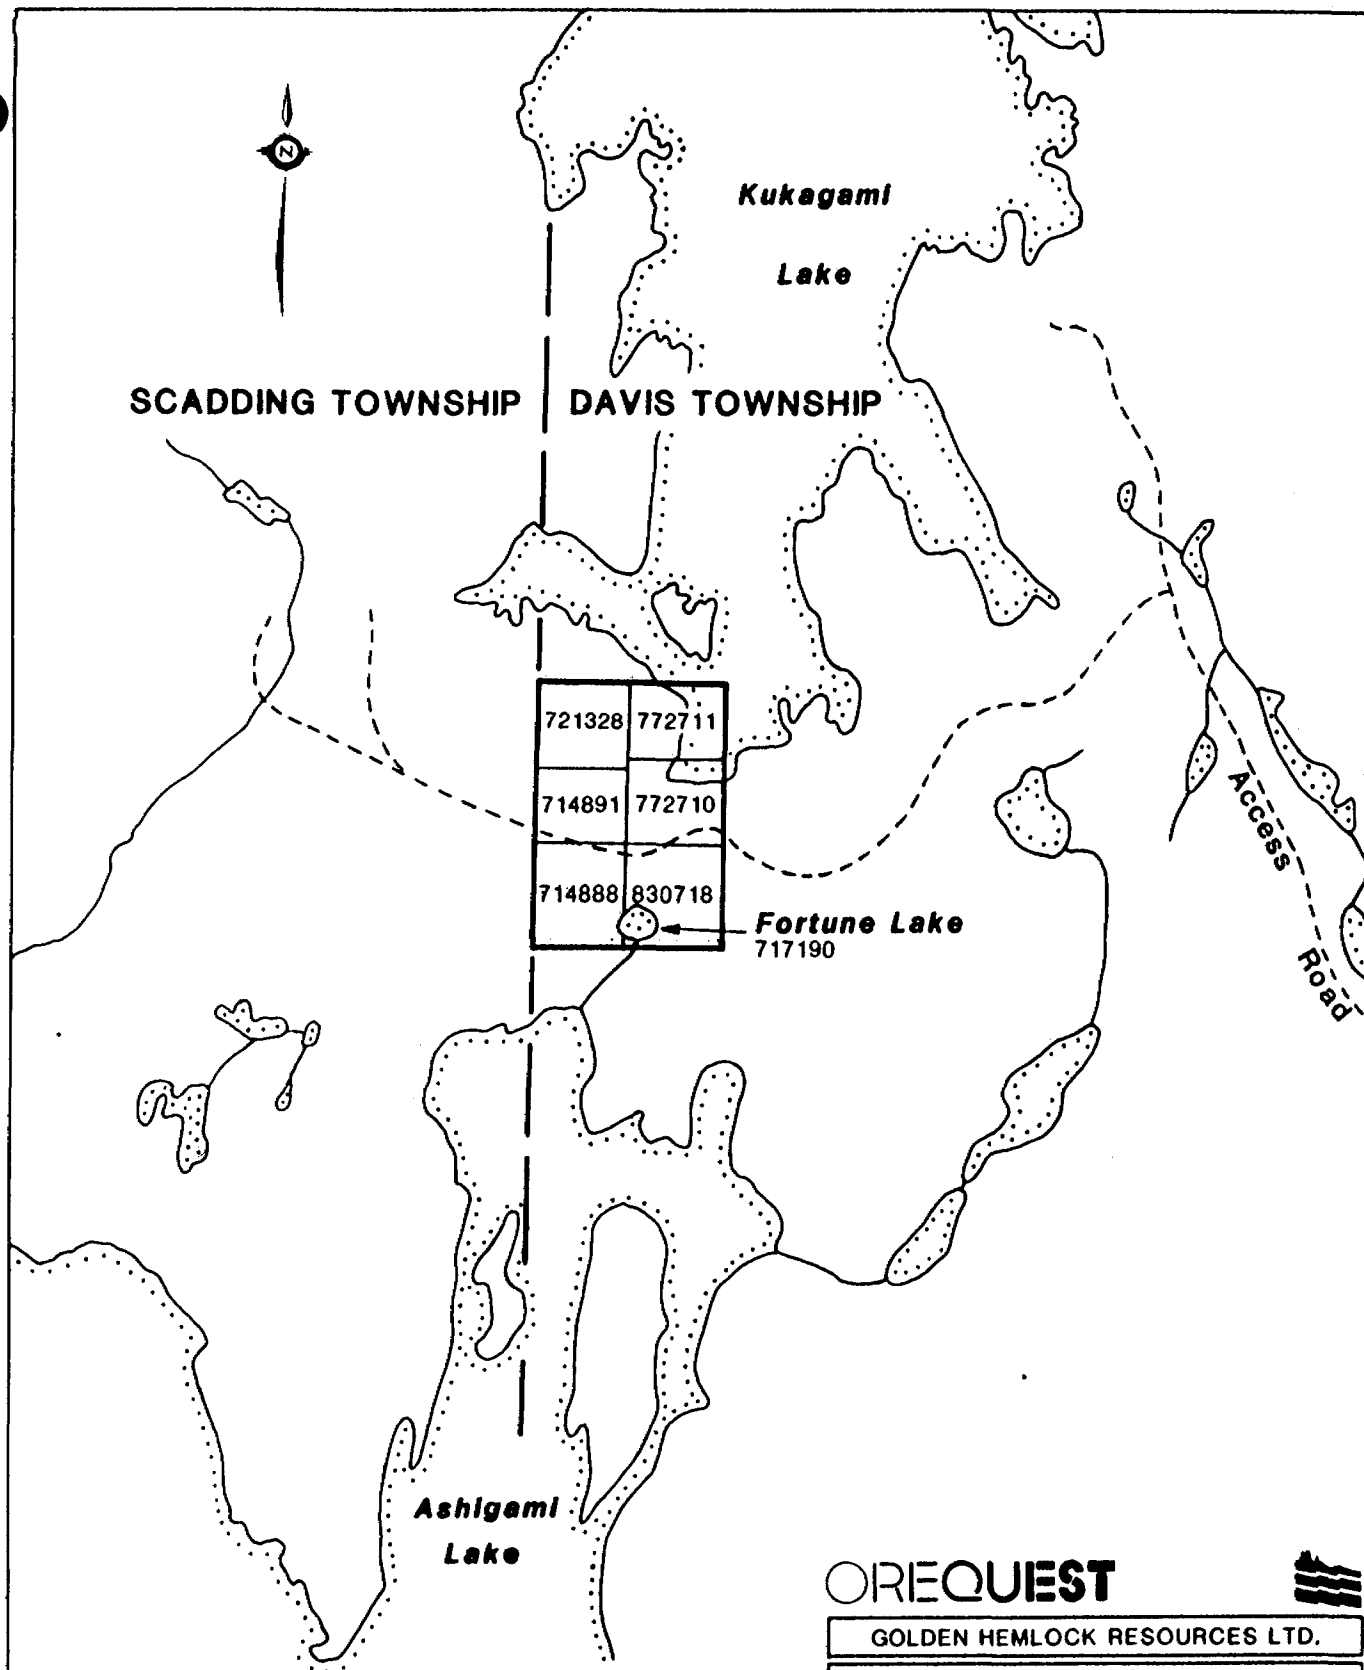 N
Kukagami
Lake
SCADDING TOWNSHIP
DAVIS TOWNSHIP
721328
772711
714891
772710
714888
830718
Fortune Lake
717190
Access
Road
Ashigami
Lake
OREQUEST
GOLDEN HEMLOCK RESOURCES LTD.